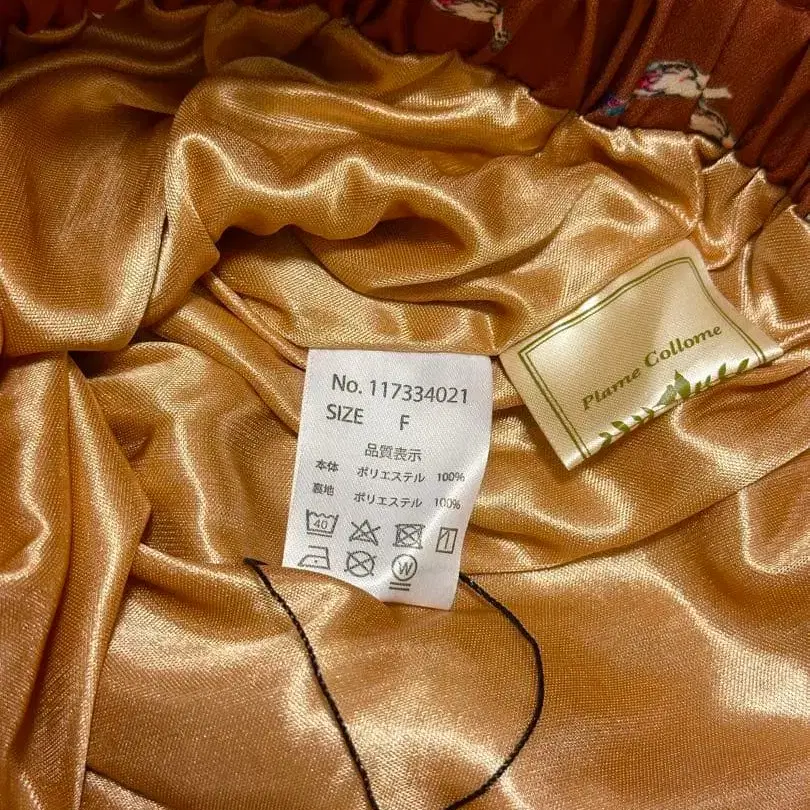 No. 117334021
SIZE F
品質表示
本体 ポリエステル 100%
裏地 ポリエステル 100%
40
W
Plame Collome